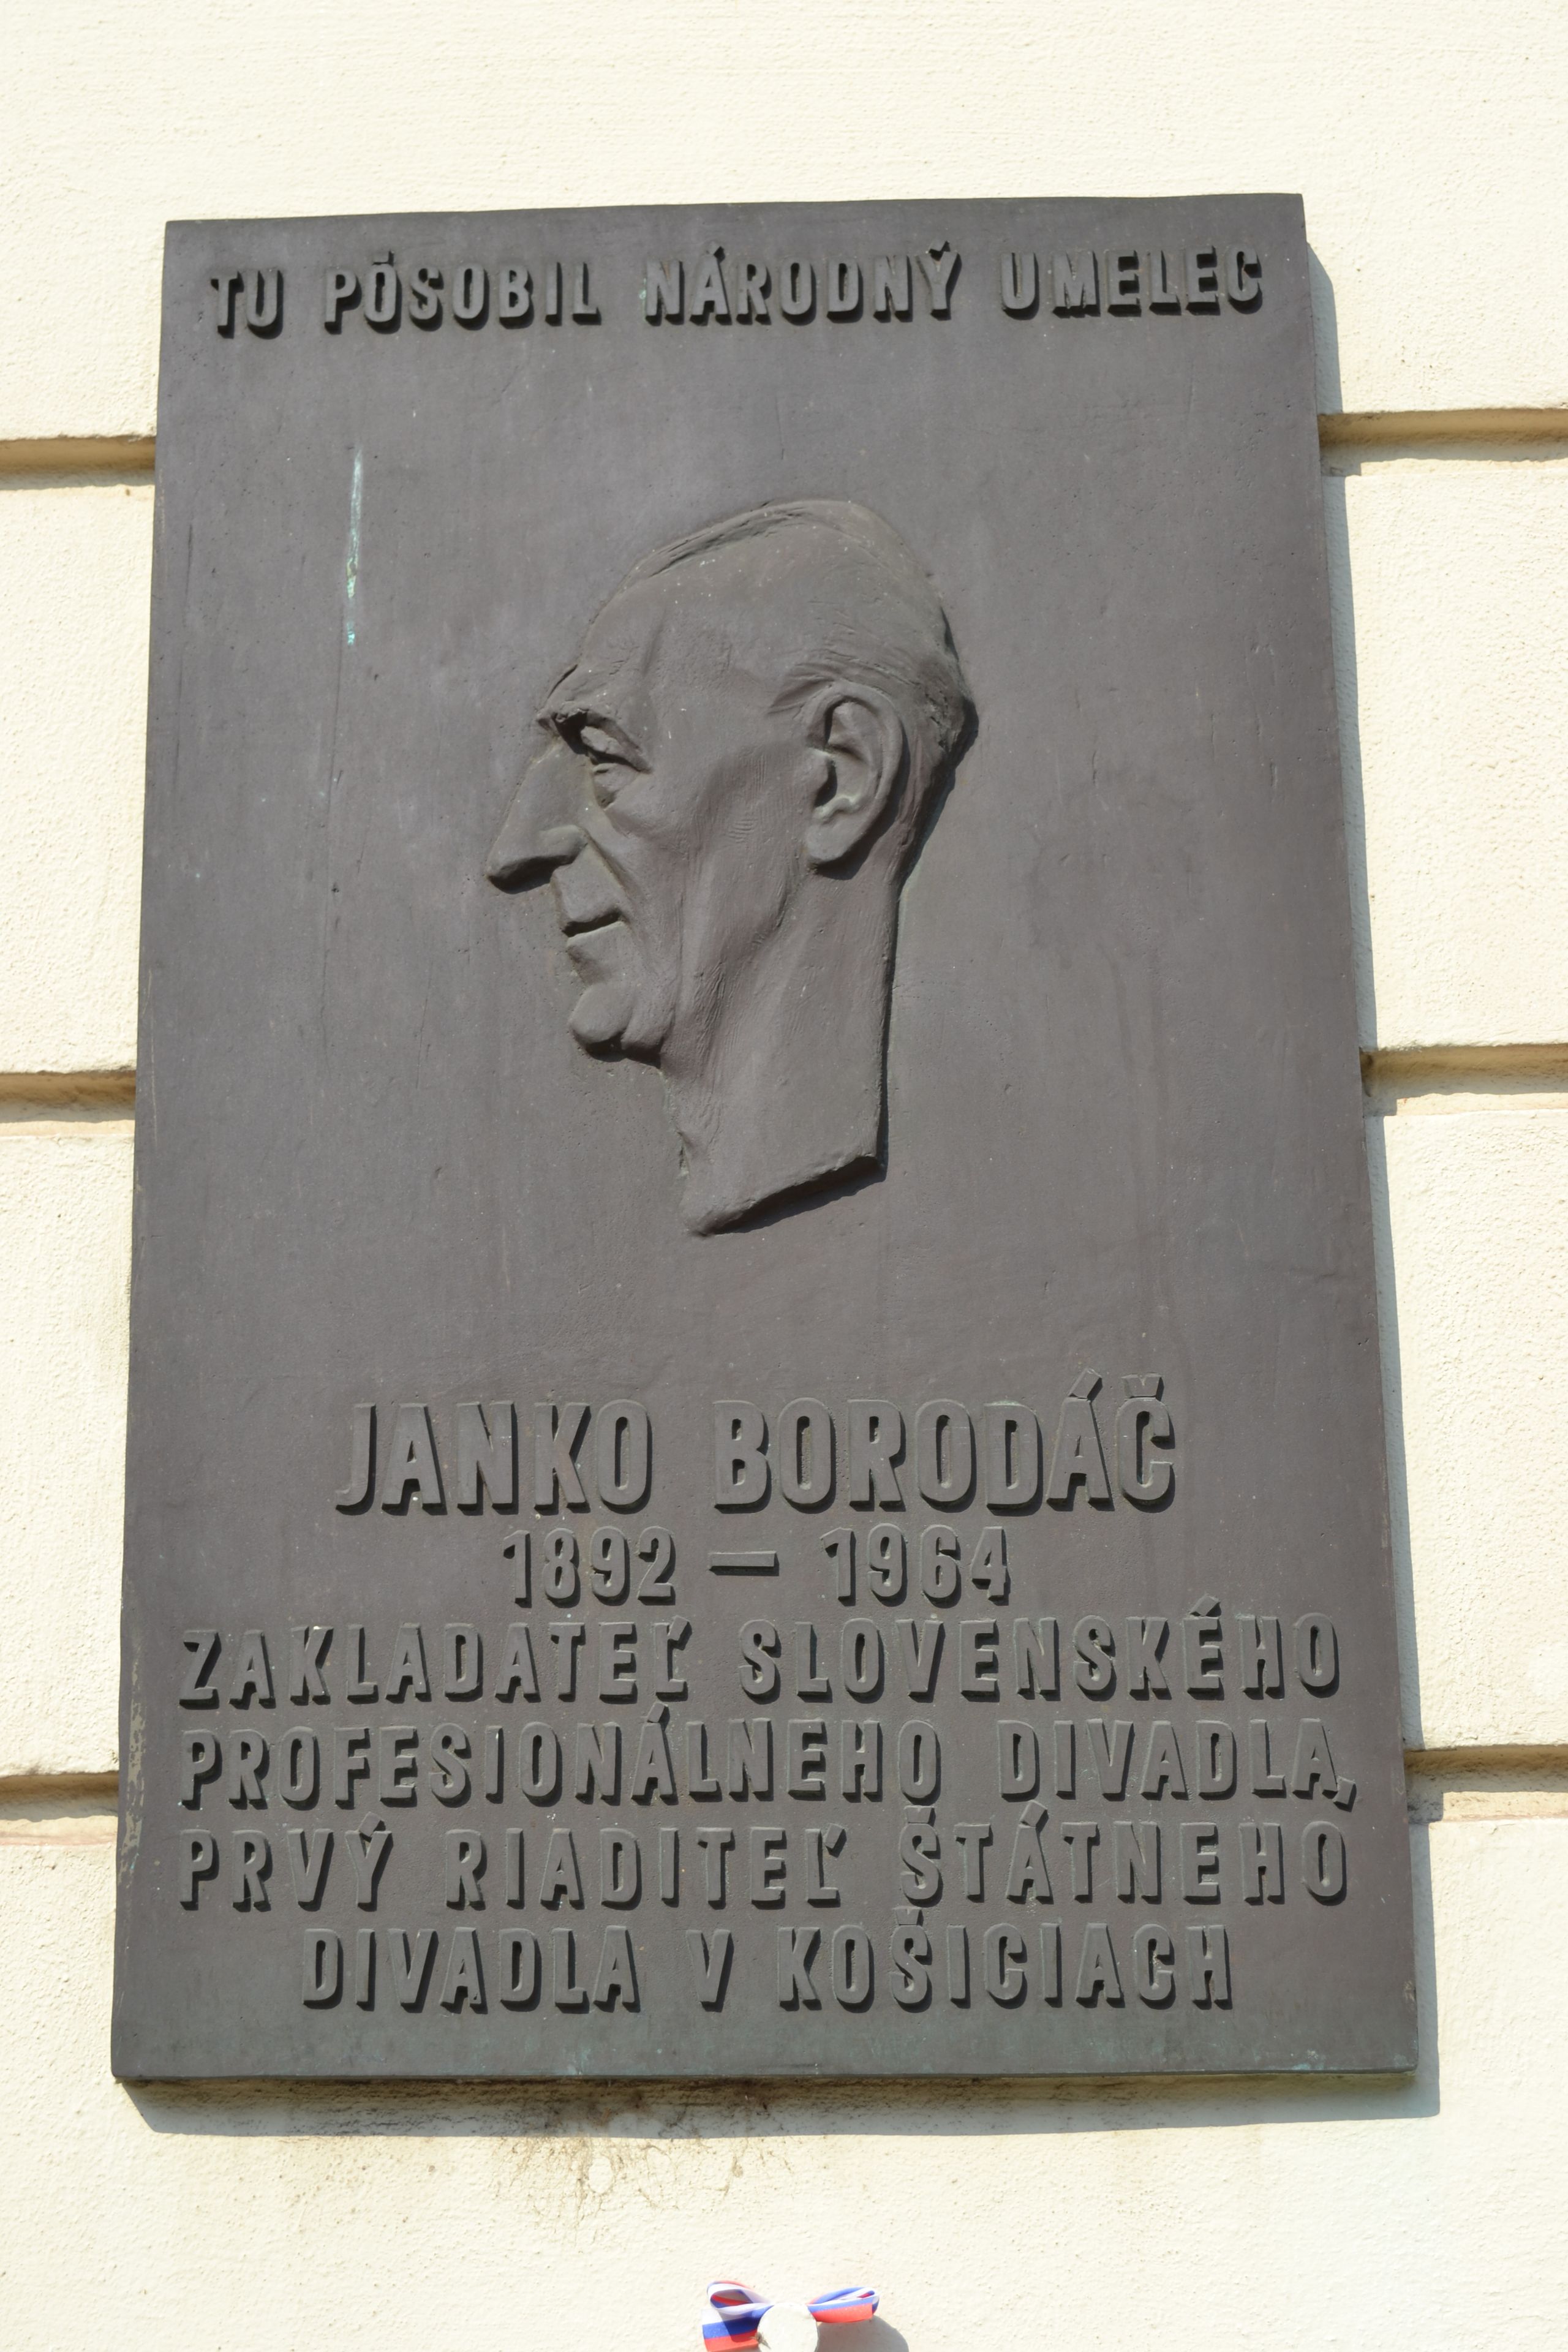 TU PÔSOBIL NÁRODNÝ UMELEC
JANKO BORODÁČ
1892 — 1964
ZAKLADATEĽ SLOVENSKÉHO
PROFESIONÁLNEHO DIVADLA,
PRVÝ RIADITEĽ ŠTÁTNEHO
DIVADLA V KOŠICIACH